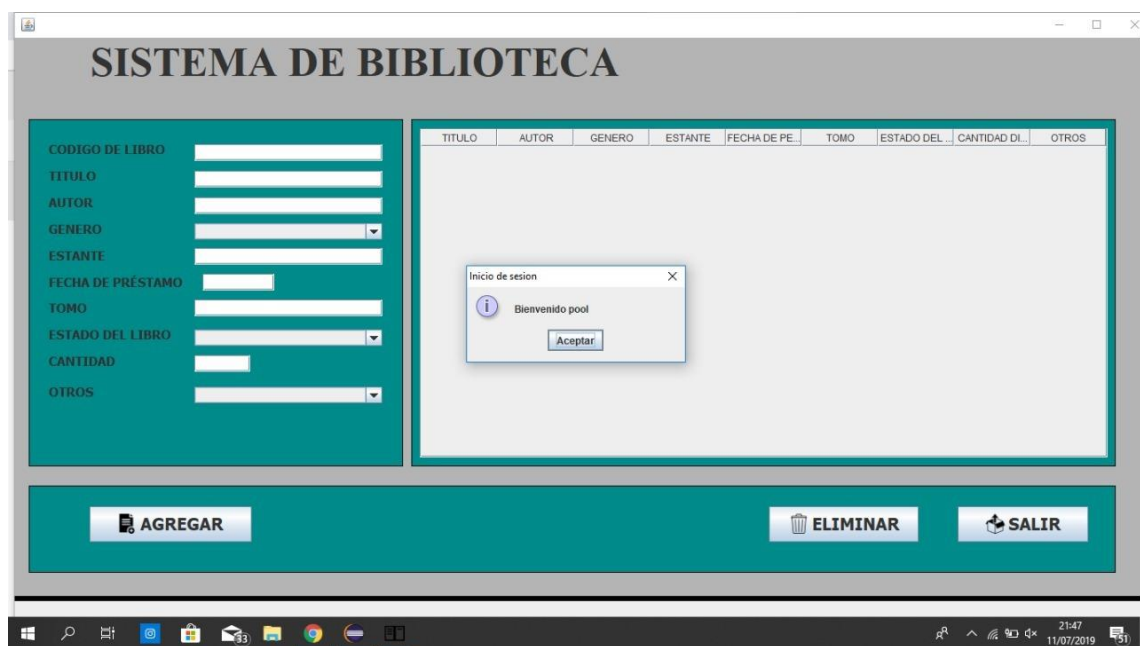 SISTEMA DE BIBLIOTECA
CODIGO DE LIBRO
TITULO
AUTOR
GENERO
ESTANTE
FECHA DE PRÉSTAMO
TOMO
ESTADO DEL LIBRO
CANTIDAD
OTROS
TITULO AUTOR GENERO ESTANTE FECHA DE PE... TOMO ESTADO DEL ... CANTIDAD DI... OTROS
Inicio de sesion
i
Bienvenido pool
Aceptar
AGREGAR ELIMINAR SALIR
33
21:47
11/07/2019
51